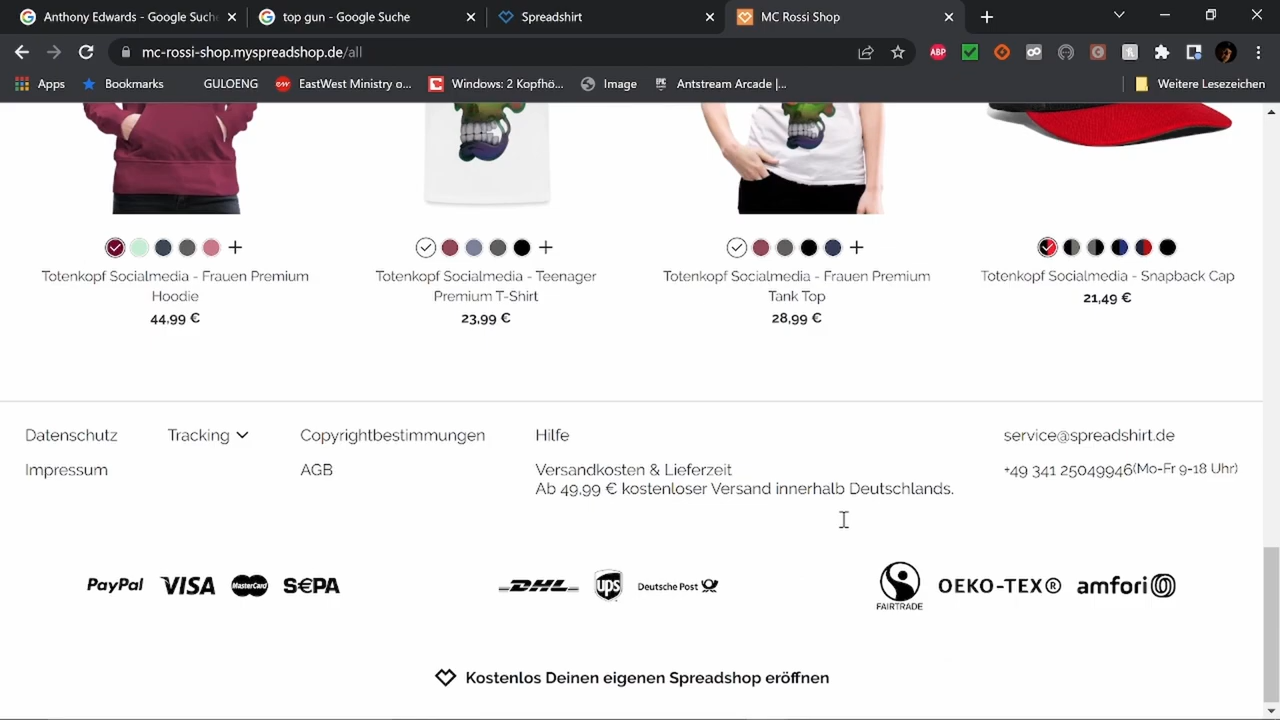 Anthony Edwards - Google Suche
top gun - Google Suche
Spreadshirt
MC Rossi Shop
mc-rossi-shop.myspreadshop.de/all
ABP
Apps
Bookmarks
GULOENG
EastWest Ministry o...
Windows: 2 Kopfho...
Image
Antstream Arcade |...
Weitere Lesezeichen
Totenkopf Socialmedia - Frauen Premium
Hoodie
44,99 €
Totenkopf Socialmedia - Teenager
Premium T-Shirt
23,99 €
Totenkopf Socialmedia - Frauen Premium
Tank Top
28,99 €
Totenkopf Socialmedia - Snapback Cap
21,49 €
Datenschutz
Tracking
Copyrightbestimmungen
Hilfe
service@spreadshirt.de
Impressum
AGB
Versandkosten & Lieferzeit
Ab 49,99 € kostenloser Versand innerhalb Deutschlands.
+49 341 25049946(Mo-Fr 9-18 Uhr)
PayPal
VISA
MasterCard
S€PA
DHL
ups
Deutsche Post
FAIRTRADE
OEKO-TEX®
amfori
Kostenlos Deinen eigenen Spreadshop eröffnen